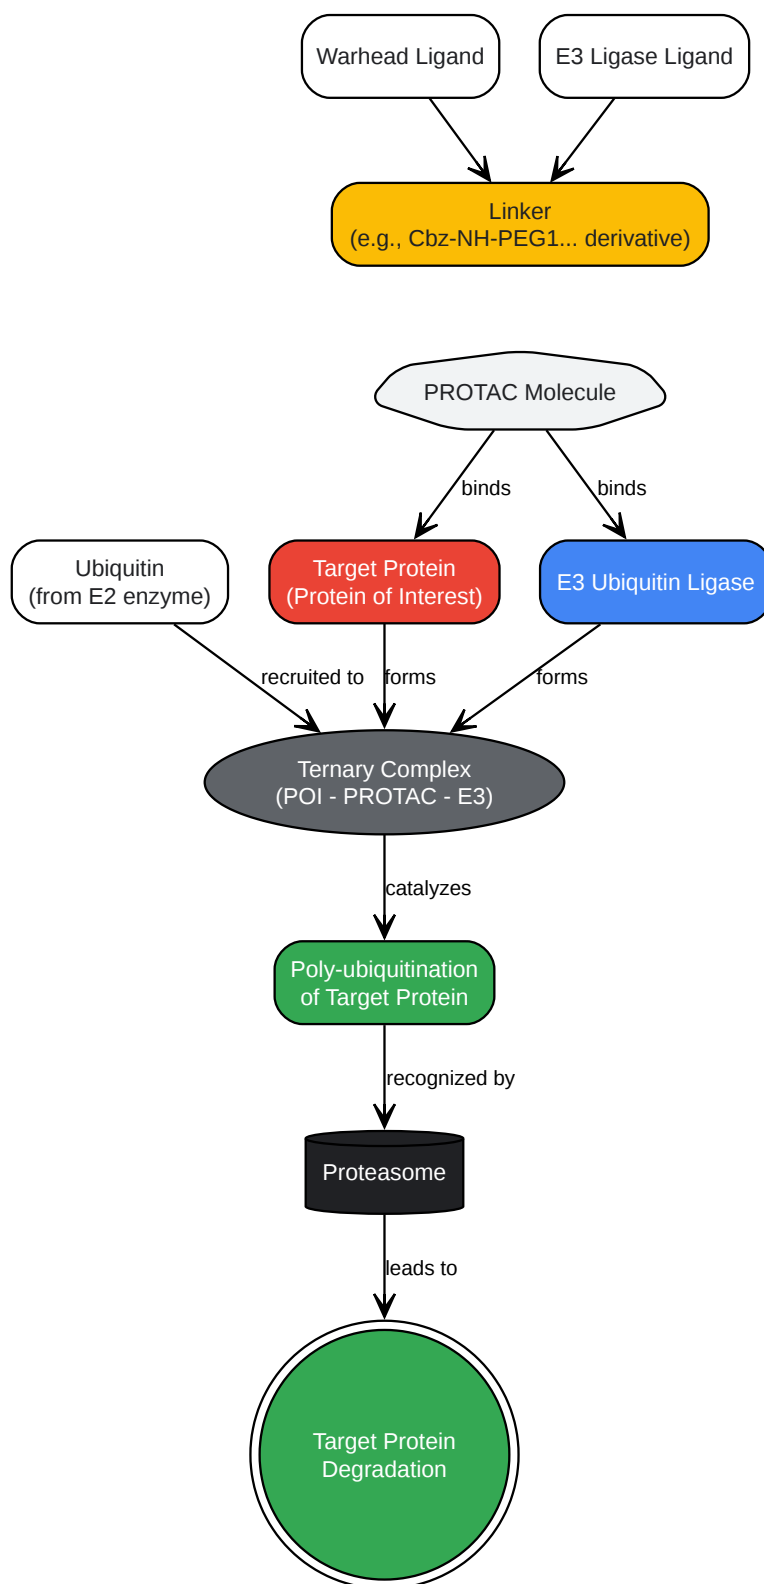 Warhead Ligand
E3 Ligase Ligand
Linker
(e.g., Cbz-NH-PEG1... derivative)
PROTAC Molecule
binds
binds
Ubiquitin
(from E2 enzyme)
Target Protein
(Protein of Interest)
E3 Ubiquitin Ligase
recruited to
forms
forms
Ternary Complex
(POI - PROTAC - E3)
catalyzes
Poly-ubiquitination
of Target Protein
recognized by
Proteasome
leads to
Target Protein
Degradation